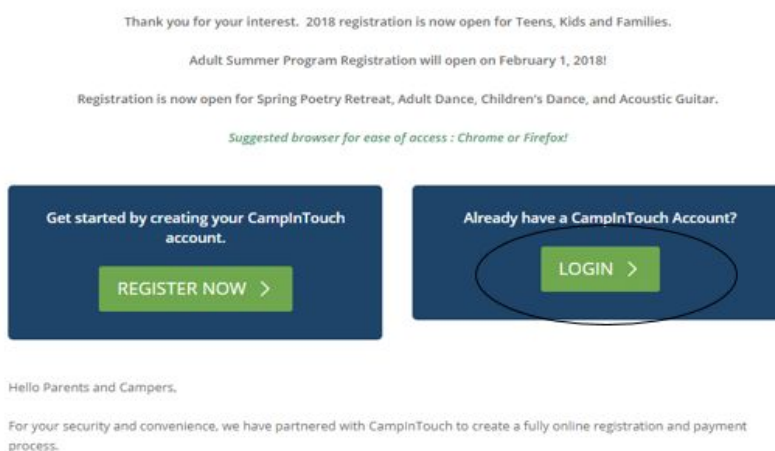 Thank you for your interest. 2018 registration is now open for Teens, Kids and Families.
Adult Summer Program Registration will open on February 1, 2018!
Registration is now open for Spring Poetry Retreat, Adult Dance, Children's Dance, and Acoustic Guitar.
Suggested browser for ease of access : Chrome or Firefox!
Get started by creating your CampInTouch
account.
REGISTER NOW >
Already have a CampInTouch Account?
LOGIN >
Hello Parents and Campers,
For your security and convenience, we have partnered with CampInTouch to create a fully online registration and payment
process.